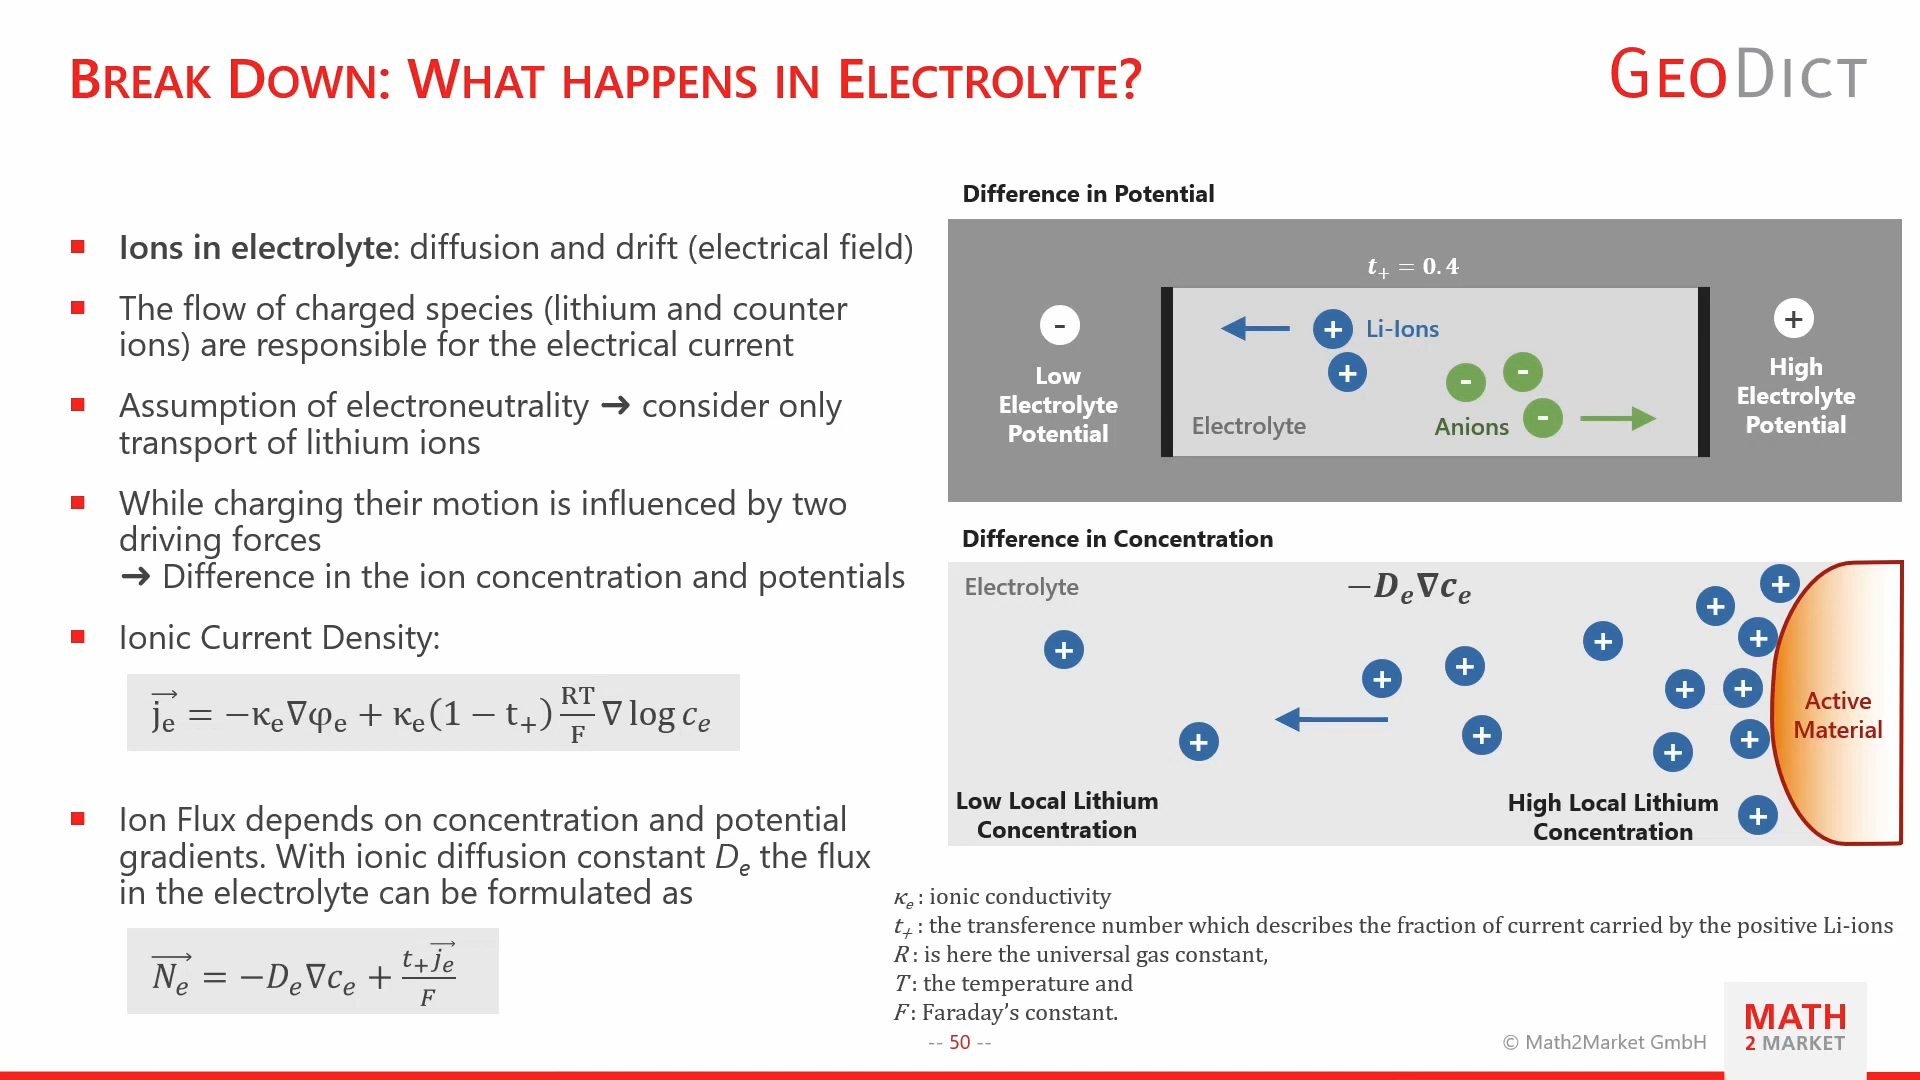 BREAK DOWN: WHAT HAPPENS IN ELECTROLYTE?
GEODICT
▪ Ions in electrolyte: diffusion and drift (electrical field)
▪ The flow of charged species (lithium and counter
ions) are responsible for the electrical current
▪ Assumption of electroneutrality ➜ consider only
transport of lithium ions
▪ While charging their motion is influenced by two
driving forces
➜ Difference in the ion concentration and potentials
▪ Ionic Current Density:
j⃗ₑ = −κₑ∇φₑ + κₑ(1 − t₊) RT/F ∇ log cₑ
▪ Ion Flux depends on concentration and potential
gradients. With ionic diffusion constant Dₑ the flux
in the electrolyte can be formulated as
N⃗ₑ = −Dₑ∇cₑ + t₊j⃗ₑ/F
Difference in Potential
t₊ = 0.4
-
Low
Electrolyte
Potential
+ Li-Ions
+
- -
-
Anions
Electrolyte
+
High
Electrolyte
Potential
Difference in Concentration
Electrolyte
−Dₑ∇cₑ
+ + + + + + + + + + + + + +
Active
Material
Low Local Lithium
Concentration
High Local Lithium
Concentration
κₑ : ionic conductivity
t₊ : the transference number which describes the fraction of current carried by the positive Li-ions
R : is here the universal gas constant,
T : the temperature and
F : Faraday’s constant.
-- 50 --
© Math2Market GmbH
MATH
2 MARKET